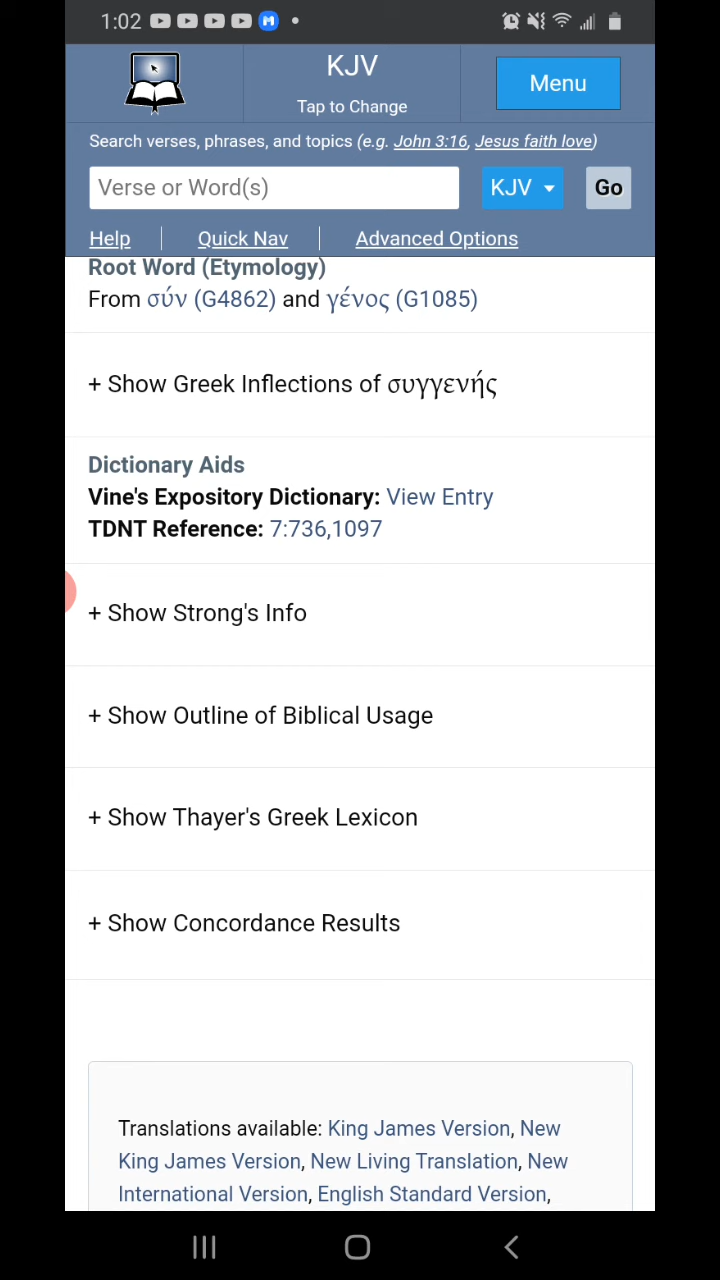 1:02
KJV
Tap to Change
Menu
Search verses, phrases, and topics (e.g. John 3:16, Jesus faith love)
Verse or Word(s)
KJV
Go
Help
Quick Nav
Advanced Options
Root Word (Etymology)
From σύν (G4862) and γένος (G1085)
+ Show Greek Inflections of συγγενής
Dictionary Aids
Vine's Expository Dictionary: View Entry
TDNT Reference: 7:736,1097
+ Show Strong's Info
+ Show Outline of Biblical Usage
+ Show Thayer's Greek Lexicon
+ Show Concordance Results
Translations available: King James Version, New
King James Version, New Living Translation, New
International Version, English Standard Version,